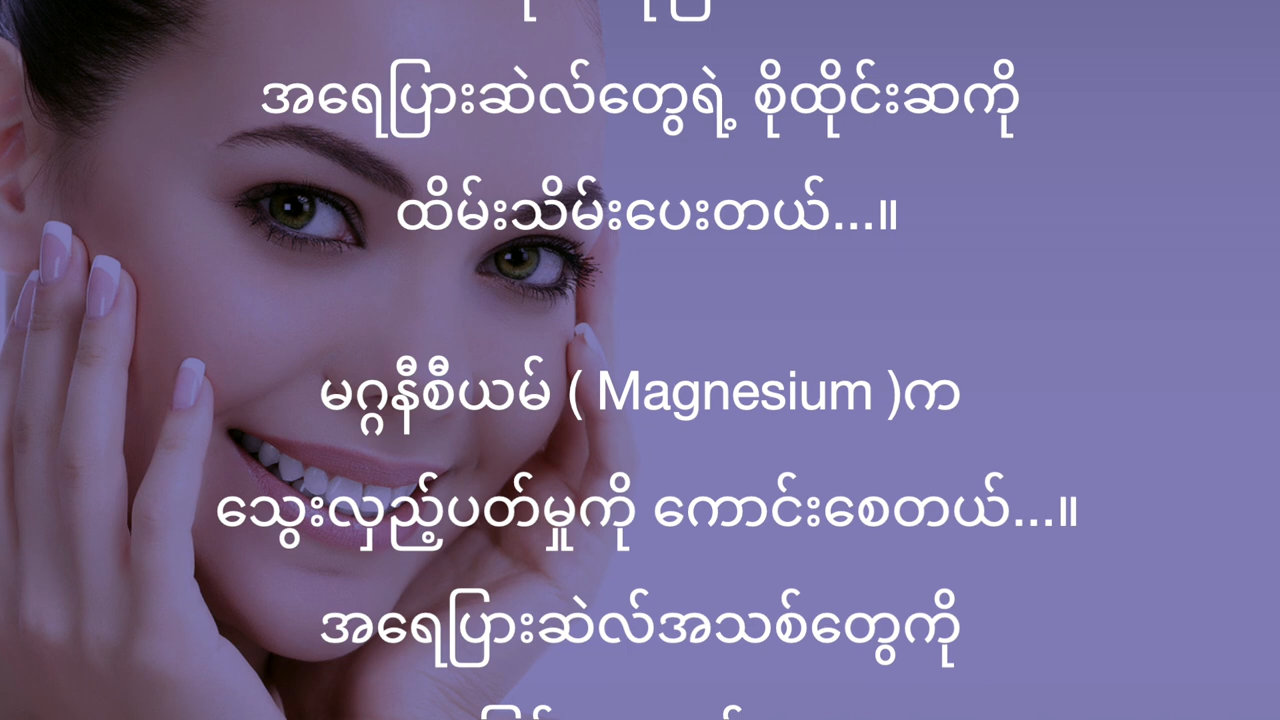 အရေပြားဆဲလ်တွေရဲ့ စိုထိုင်းဆကို
ထိမ်းသိမ်းပေးတယ်...။
မဂ္ဂနီစီယမ် ( Magnesium )က
သွေးလှည့်ပတ်မှုကို ကောင်းစေတယ်...။
အရေပြားဆဲလ်အသစ်တွေကို